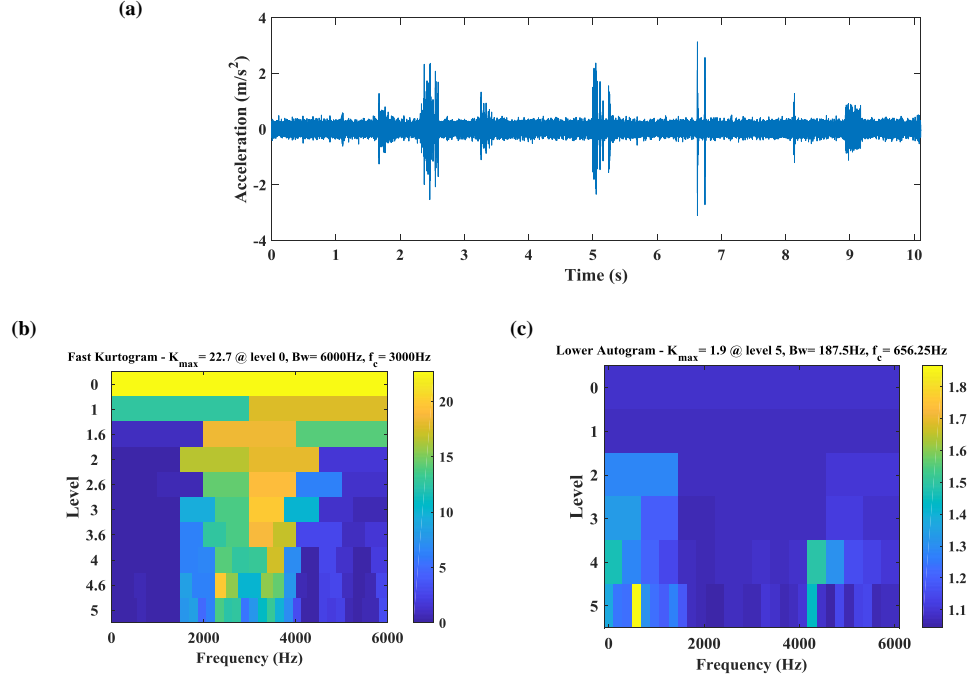 (a)
4
2
0
-2
-4
Acceleration (m/s²)
0 1 2 3 4 5 6 7 8 9 10
Time (s)
(b)
Fast Kurtogram - K_max= 22.7 @ level 0, Bw= 6000Hz, f_c= 3000Hz
0
1
1.6
2
2.6
3
3.6
4
4.6
5
Level
0 2000 4000 6000
Frequency (Hz)
20
15
10
5
0
(c)
Lower Autogram - K_max= 1.9 @ level 5, Bw= 187.5Hz, f_c= 656.25Hz
0
1
2
3
4
5
Level
0 2000 4000 6000
Frequency (Hz)
1.8
1.7
1.6
1.5
1.4
1.3
1.2
1.1